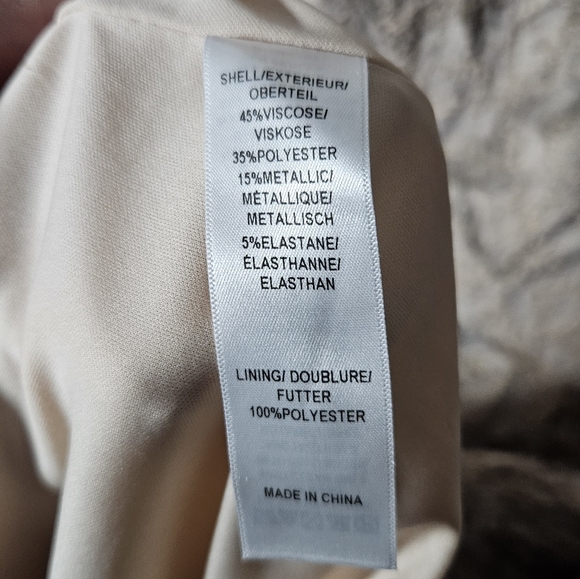 SHELL/EXTERIEUR/
OBERTEIL
45%VISCOSE/
VISKOSE
35%POLYESTER
15%METALLIC/
MÉTALLIQUE/
METALLISCH
5%ELASTANE/
ÉLASTHANNE/
ELASTHAN
LINING/ DOUBLURE/
FUTTER
100%POLYESTER
MADE IN CHINA